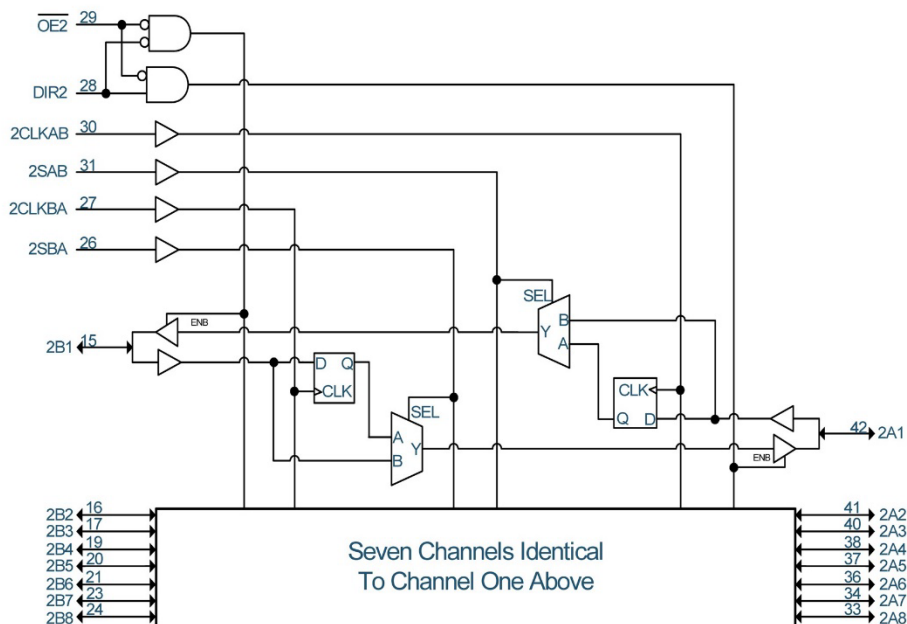 OE2 29
DIR2 28
2CLKAB 30
2SAB 31
2CLKBA 27
2SBA 26
SEL
B
Y
A
ENB
2B1 15
D Q
CLK
CLK
Q D
SEL
A
Y
B
42 2A1
ENB
2B2 16
2B3 17
2B4 19
2B5 20
2B6 21
2B7 23
2B8 24
Seven Channels Identical
To Channel One Above
41 2A2
40 2A3
38 2A4
37 2A5
36 2A6
34 2A7
33 2A8